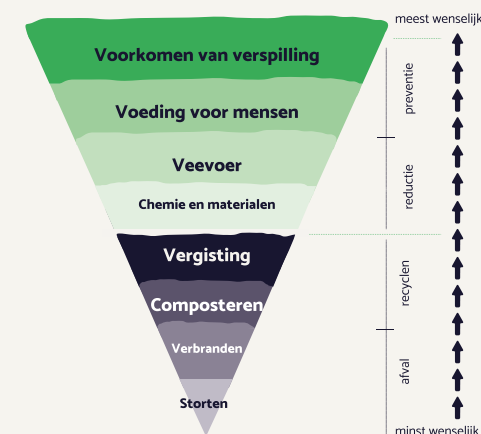 meest wenselijk
Voorkomen van verspilling
Voeding voor mensen
preventie
Veevoer
Chemie en materialen
reductie
Vergisting
Composteren
recyclen
Verbranden
afval
Storten
minst wenselijk